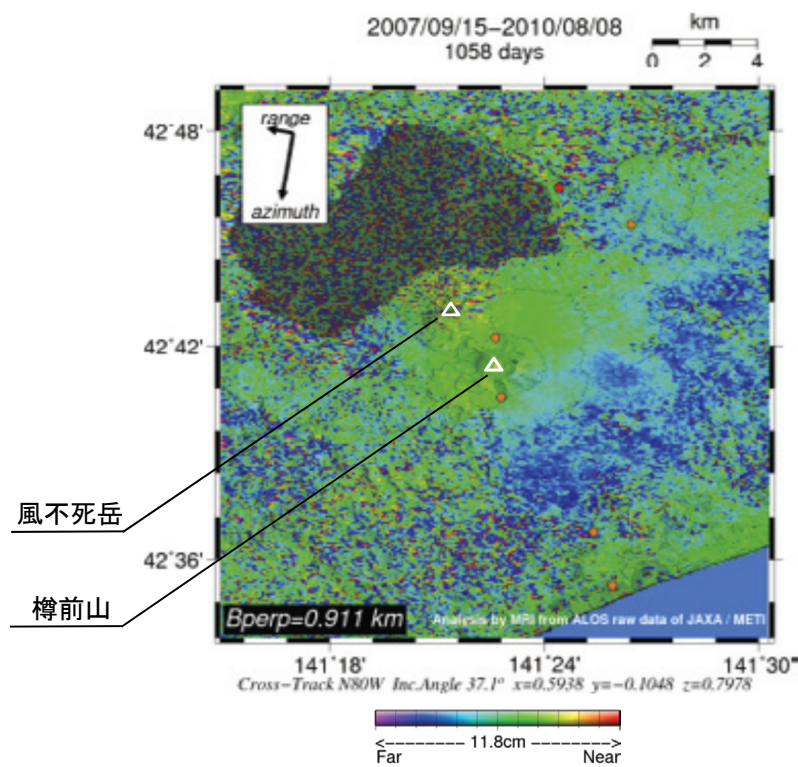 2007/09/15−2010/08/08
1058 days
km
0 2 4
range
azimuth
42˚48'
42˚42'
42˚36'
風不死岳
樽前山
Bperp=0.911 km
Analysis by MRI from ALOS raw data of JAXA / METI
141˚18'
141˚24'
141˚30'
Cross−Track N80W Inc.Angle 37.1° x=0.5938 y=−0.1048 z=0.7978
<−−−−−−− 11.8cm −−−−−−−>
Far
Near